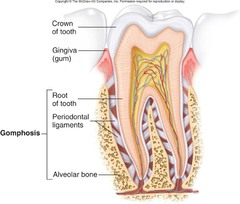 Copyright © The McGraw-Hill Companies, Inc. Permission required for reproduction or display.
Crown
of tooth
Gingiva
(gum)
Root
of tooth
Periodontal
ligaments
Gomphosis
Alveolar bone